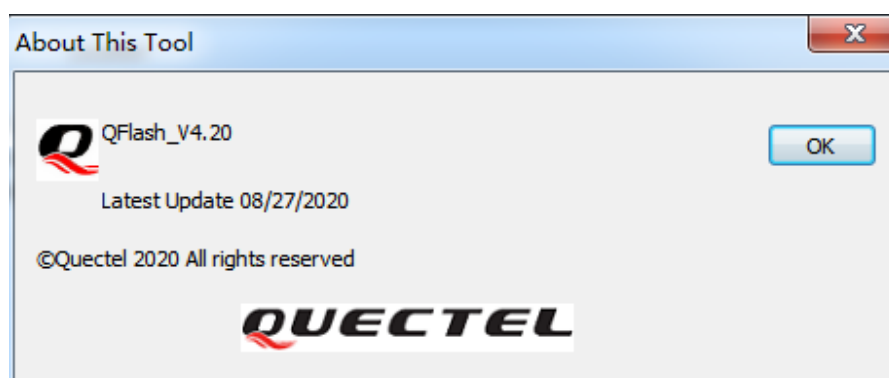 About This Tool
QFlash_V4.20
OK
Latest Update 08/27/2020
©Quectel 2020 All rights reserved
QUECTEL